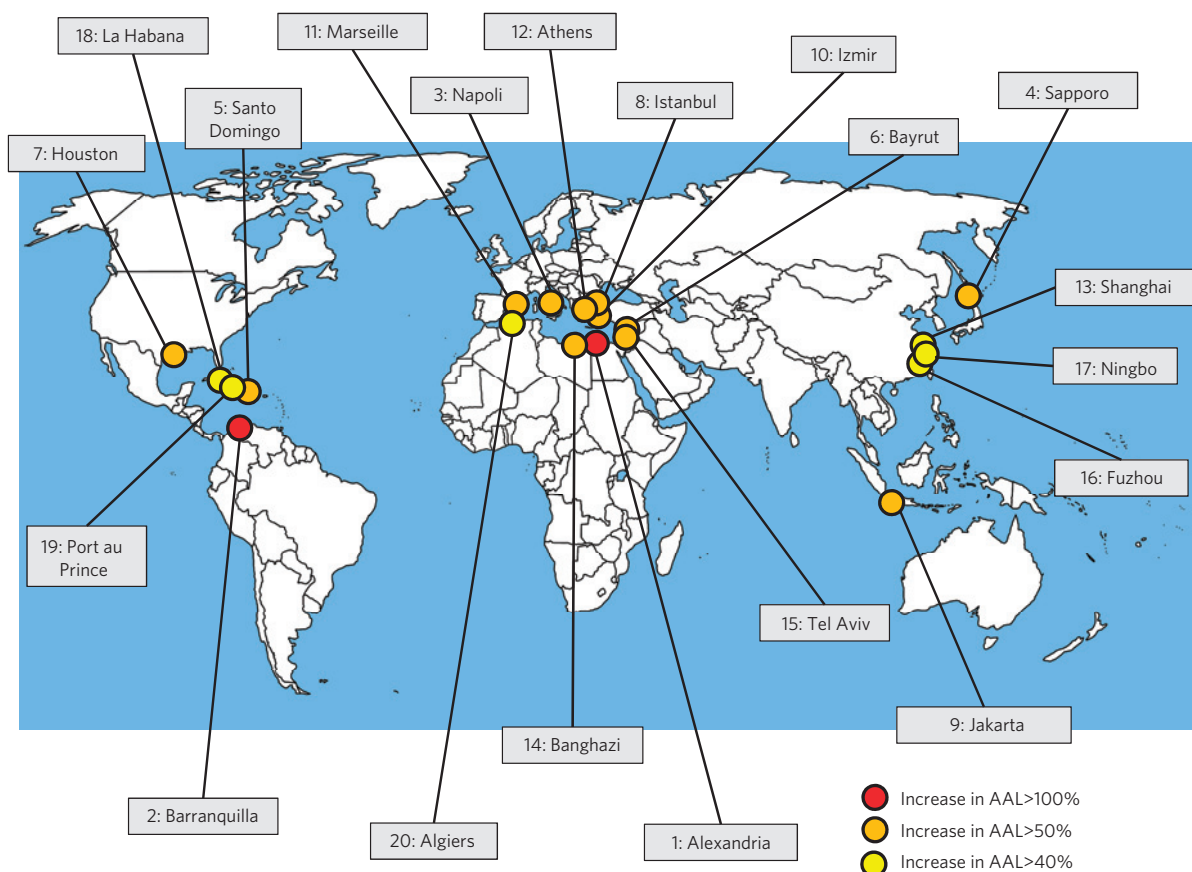 18: La Habana
11: Marseille
12: Athens
10: Izmir
3: Napoli
8: Istanbul
4: Sapporo
5: Santo
Domingo
6: Bayrut
7: Houston
13: Shanghai
17: Ningbo
16: Fuzhou
19: Port au
Prince
15: Tel Aviv
9: Jakarta
14: Banghazi
2: Barranquilla
20: Algiers
1: Alexandria
Increase in AAL>100%
Increase in AAL>50%
Increase in AAL>40%